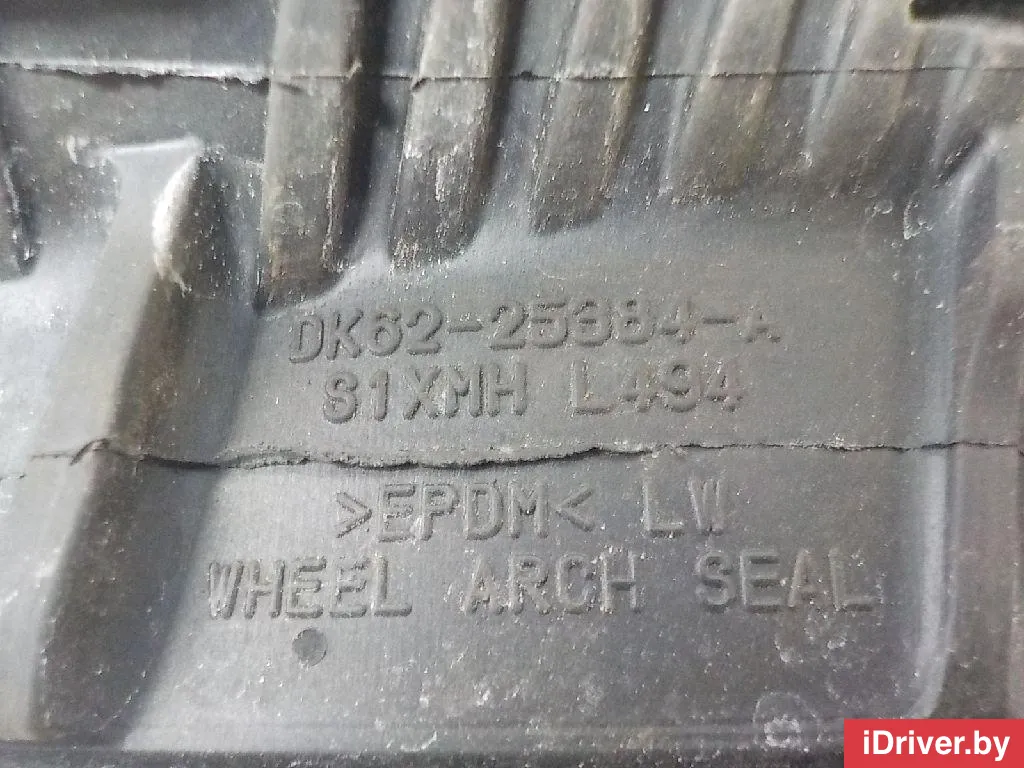 DK62-25384-A
S1XMH L494
>EPDM< LW
WHEEL ARCH SEAL
iDriver.by